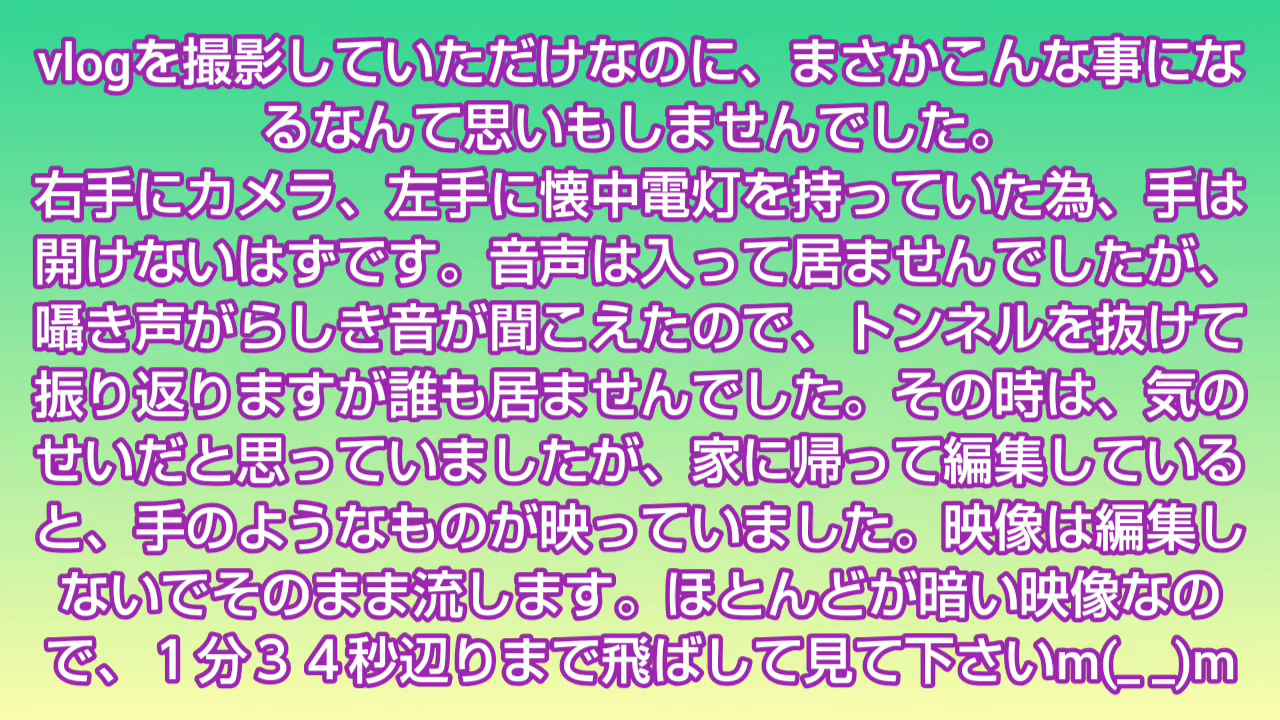 vlogを撮影していただけなのに、まさかこんな事にな
るなんて思いもしませんでした。
右手にカメラ、左手に懐中電灯を持っていた為、手は
開けないはずです。音声は入って居ませんでしたが、
囁き声がらしき音が聞こえたので、トンネルを抜けて
振り返りますが誰も居ませんでした。その時は、気の
せいだと思っていましたが、家に帰って編集している
と、手のようなものが映っていました。映像は編集し
ないでそのまま流します。ほとんどが暗い映像なの
で、１分３４秒辺りまで飛ばして見て下さいm(_ _)m